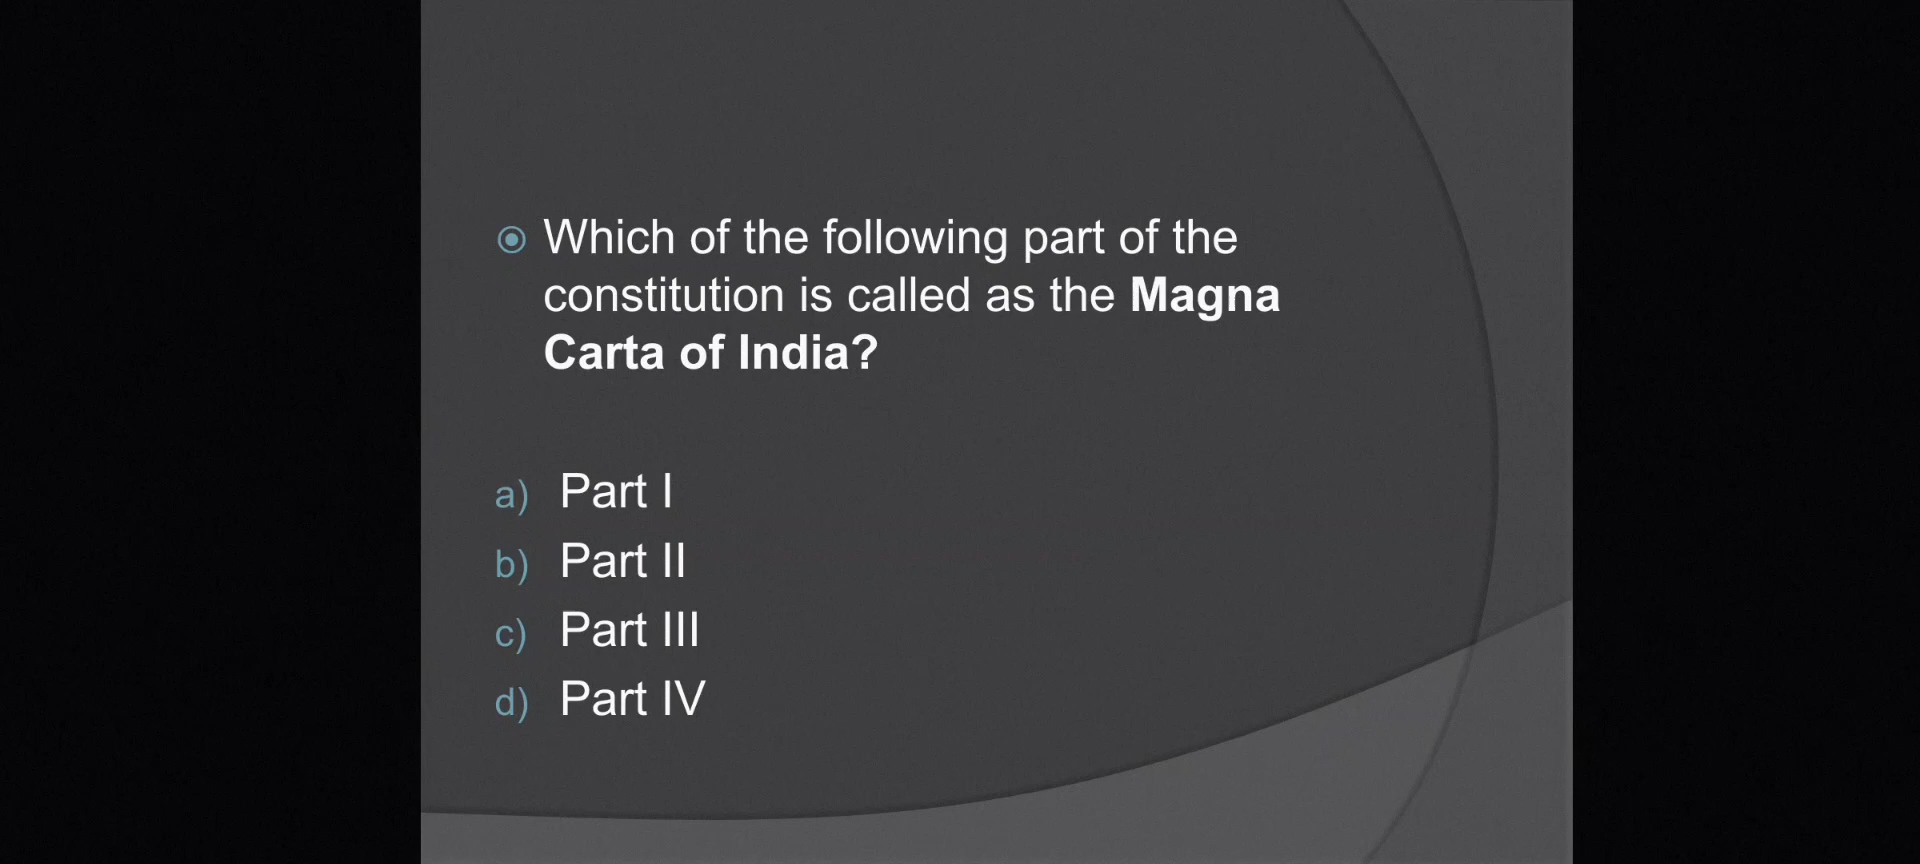 Which of the following part of the
constitution is called as the Magna
Carta of India?
a) Part I
b) Part II
c) Part III
d) Part IV